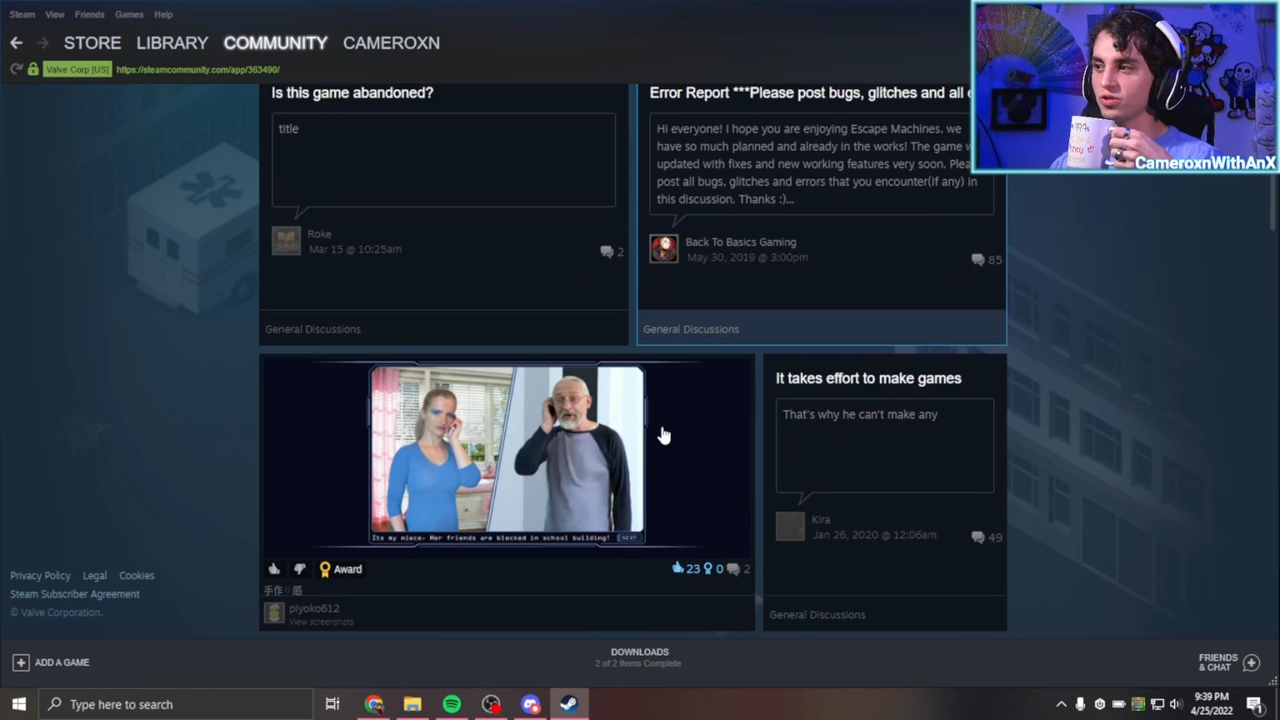 Steam View Friends Games Help
STORE LIBRARY COMMUNITY CAMEROXN
Valve Corp [US] https://steamcommunity.com/app/363490/
Is this game abandoned?
title
Roke
Mar 15 @ 10:25am
2
General Discussions
Error Report ***Please post bugs, glitches and all
Hi everyone! I hope you are enjoying Escape Machines, we
have so much planned and already in the works! The game
updated with fixes and new working features very soon.
post all bugs, glitches and errors that you encounter(If any) in
this discussion. Thanks :)...
Back To Basics Gaming
May 30, 2019 @ 3:00pm
85
General Discussions
CameroxnWithAnX
Its my niece. Her friends are blocked in school building! NEXT
Award
23 0 2
手作り感
piyoko612
View screenshots
It takes effort to make games
That's why he can't make any
Kira
Jan 26, 2020 @ 12:06am
49
General Discussions
Privacy Policy Legal Cookies
Steam Subscriber Agreement
© Valve Corporation.
ADD A GAME
DOWNLOADS
2 of 2 Items Complete
FRIENDS
& CHAT
Type here to search
9:39 PM
4/25/2022
1